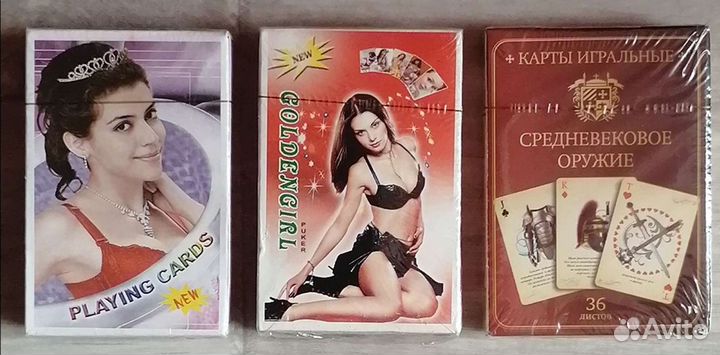 PLAYING CARDS
NEW
NEW
GOLDENGIRL
PUKER
КАРТЫ ИГРАЛЬНЫЕ
СРЕДНЕВЕКОВОЕ
ОРУЖИЕ
J
K
T
36
ЛИСТОВ
Avito